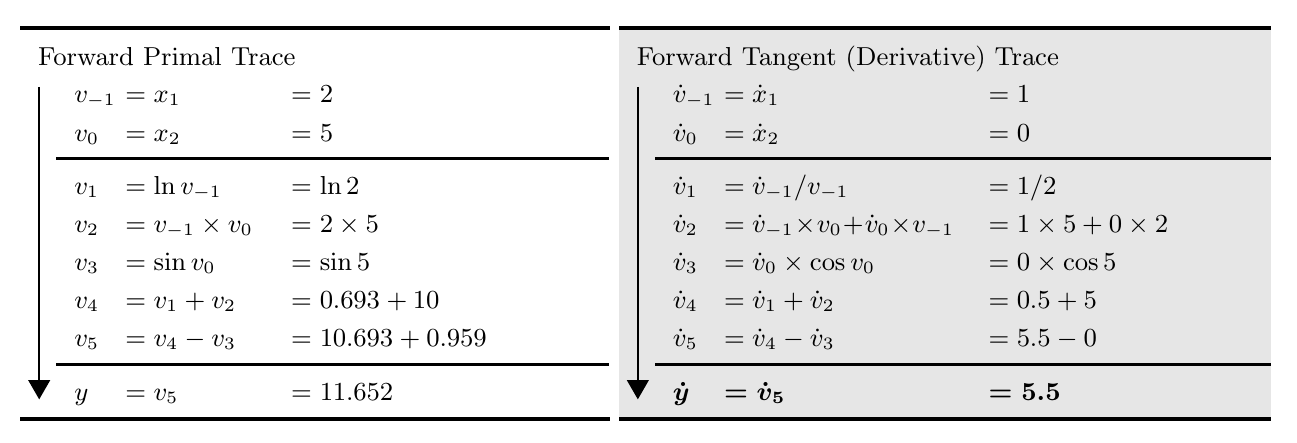 Forward Primal Trace
v₋₁ = x₁ = 2
v₀ = x₂ = 5
v₁ = ln v₋₁ = ln 2
v₂ = v₋₁ × v₀ = 2 × 5
v₃ = sin v₀ = sin 5
v₄ = v₁ + v₂ = 0.693 + 10
v₅ = v₄ − v₃ = 10.693 + 0.959
y = v₅ = 11.652
Forward Tangent (Derivative) Trace
v̇₋₁ = ẋ₁ = 1
v̇₀ = ẋ₂ = 0
v̇₁ = v̇₋₁/v₋₁ = 1/2
v̇₂ = v̇₋₁×v₀+v̇₀×v₋₁ = 1 × 5 + 0 × 2
v̇₃ = v̇₀ × cos v₀ = 0 × cos 5
v̇₄ = v̇₁ + v̇₂ = 0.5 + 5
v̇₅ = v̇₄ − v̇₃ = 5.5 − 0
ẏ = v̇₅ = 5.5